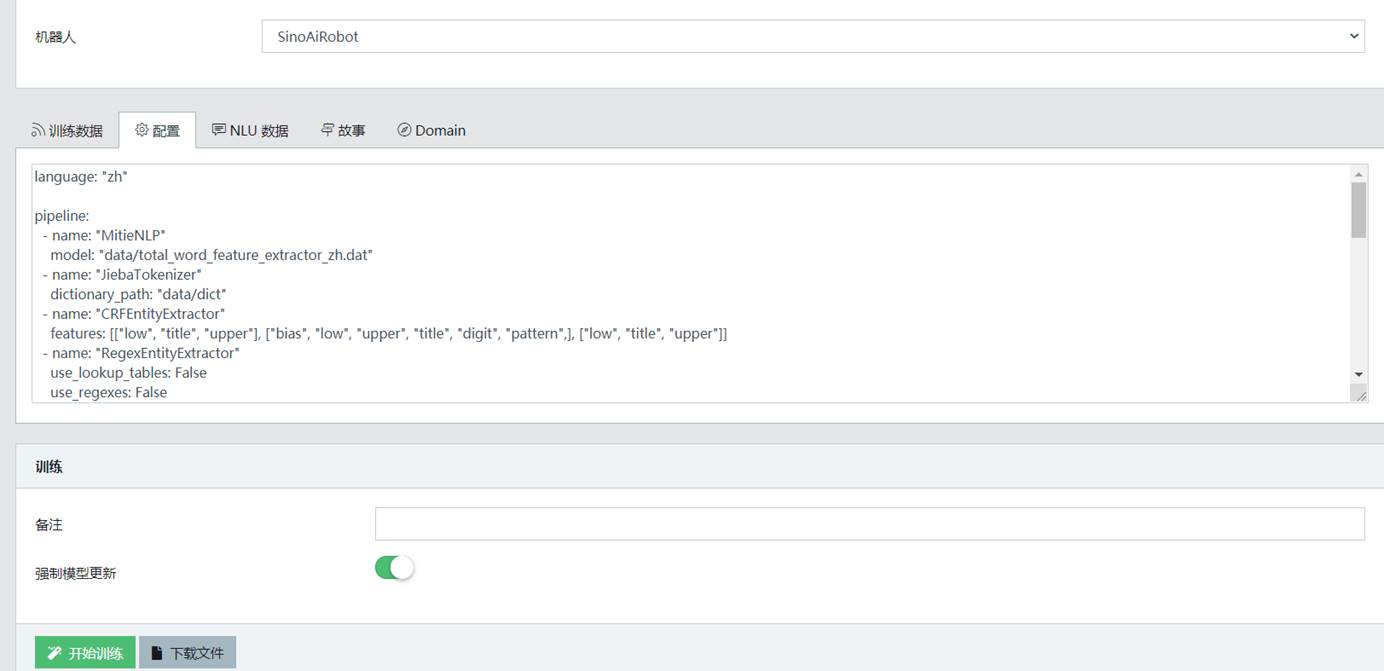 机器人 SinoAiRobot
训练数据 配置 NLU 数据 故事 Domain
language: "zh"
pipeline:
- name: "MitieNLP"
model: "data/total_word_feature_extractor_zh.dat"
- name: "JiebaTokenizer"
dictionary_path: "data/dict"
- name: "CRFEntityExtractor"
features: [["low", "title", "upper"], ["bias", "low", "upper", "title", "digit", "pattern",], ["low", "title", "upper"]]
- name: "RegexEntityExtractor"
use_lookup_tables: False
use_regexes: False
训练
备注
强制模型更新
开始训练 下载文件